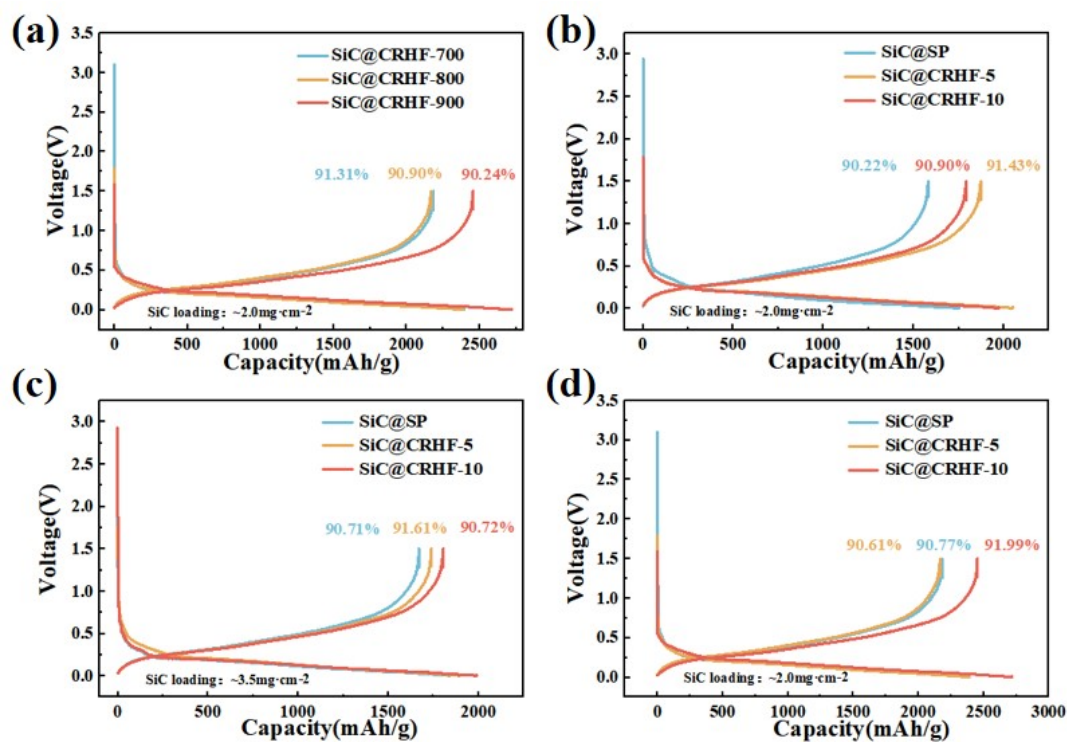 (a)
3.5
3.0
2.5
2.0
1.5
1.0
0.5
0.0
Voltage(V)
SiC@CRHF-700
SiC@CRHF-800
SiC@CRHF-900
91.31% 90.90% 90.24%
SiC loading：~2.0mg·cm-2
0 500 1000 1500 2000 2500
Capacity(mAh/g)
(b)
3.0
2.5
2.0
1.5
1.0
0.5
0.0
Voltage(V)
SiC@SP
SiC@CRHF-5
SiC@CRHF-10
90.22% 90.90% 91.43%
SiC loading：~2.0mg·cm-2
0 500 1000 1500 2000
Capacity(mAh/g)
(c)
3.0
2.5
2.0
1.5
1.0
0.5
0.0
Voltage(V)
SiC@SP
SiC@CRHF-5
SiC@CRHF-10
90.71% 91.61% 90.72%
SiC loading：~3.5mg·cm-2
0 500 1000 1500 2000
Capacity(mAh/g)
(d)
3.5
3.0
2.5
2.0
1.5
1.0
0.5
0.0
Voltage(V)
SiC@SP
SiC@CRHF-5
SiC@CRHF-10
90.61% 90.77% 91.99%
SiC loading：~2.0mg·cm-2
0 500 1000 1500 2000 2500 3000
Capacity(mAh/g)